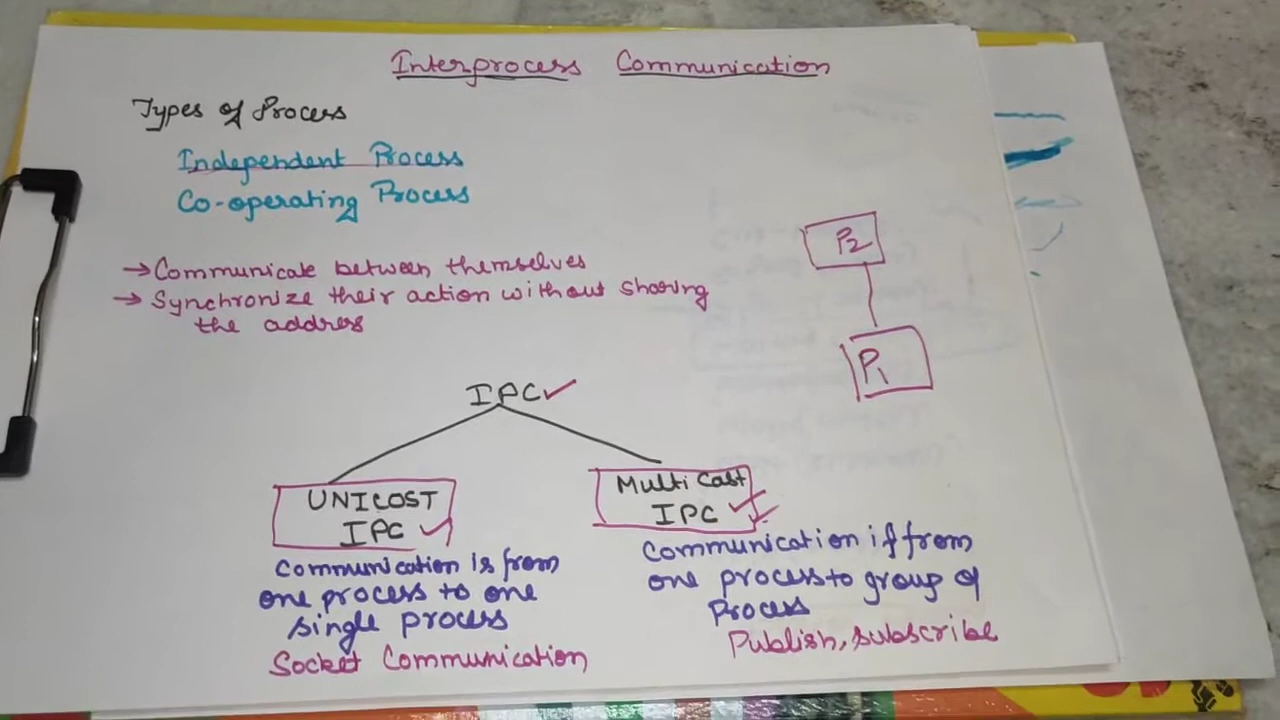 Interprocess Communication
Types of Process
Independent Process
Co-operating Process
→ Communicate between themselves
→ Synchronize their action without sharing
the address
P2
P1
IPC ✓
UNICOST
IPC ✓
Communication is from
one process to one
single process
Socket Communication
Multi Cast
IPC ✓
Communication if from
one process to group of
Process
Publish, subscribe